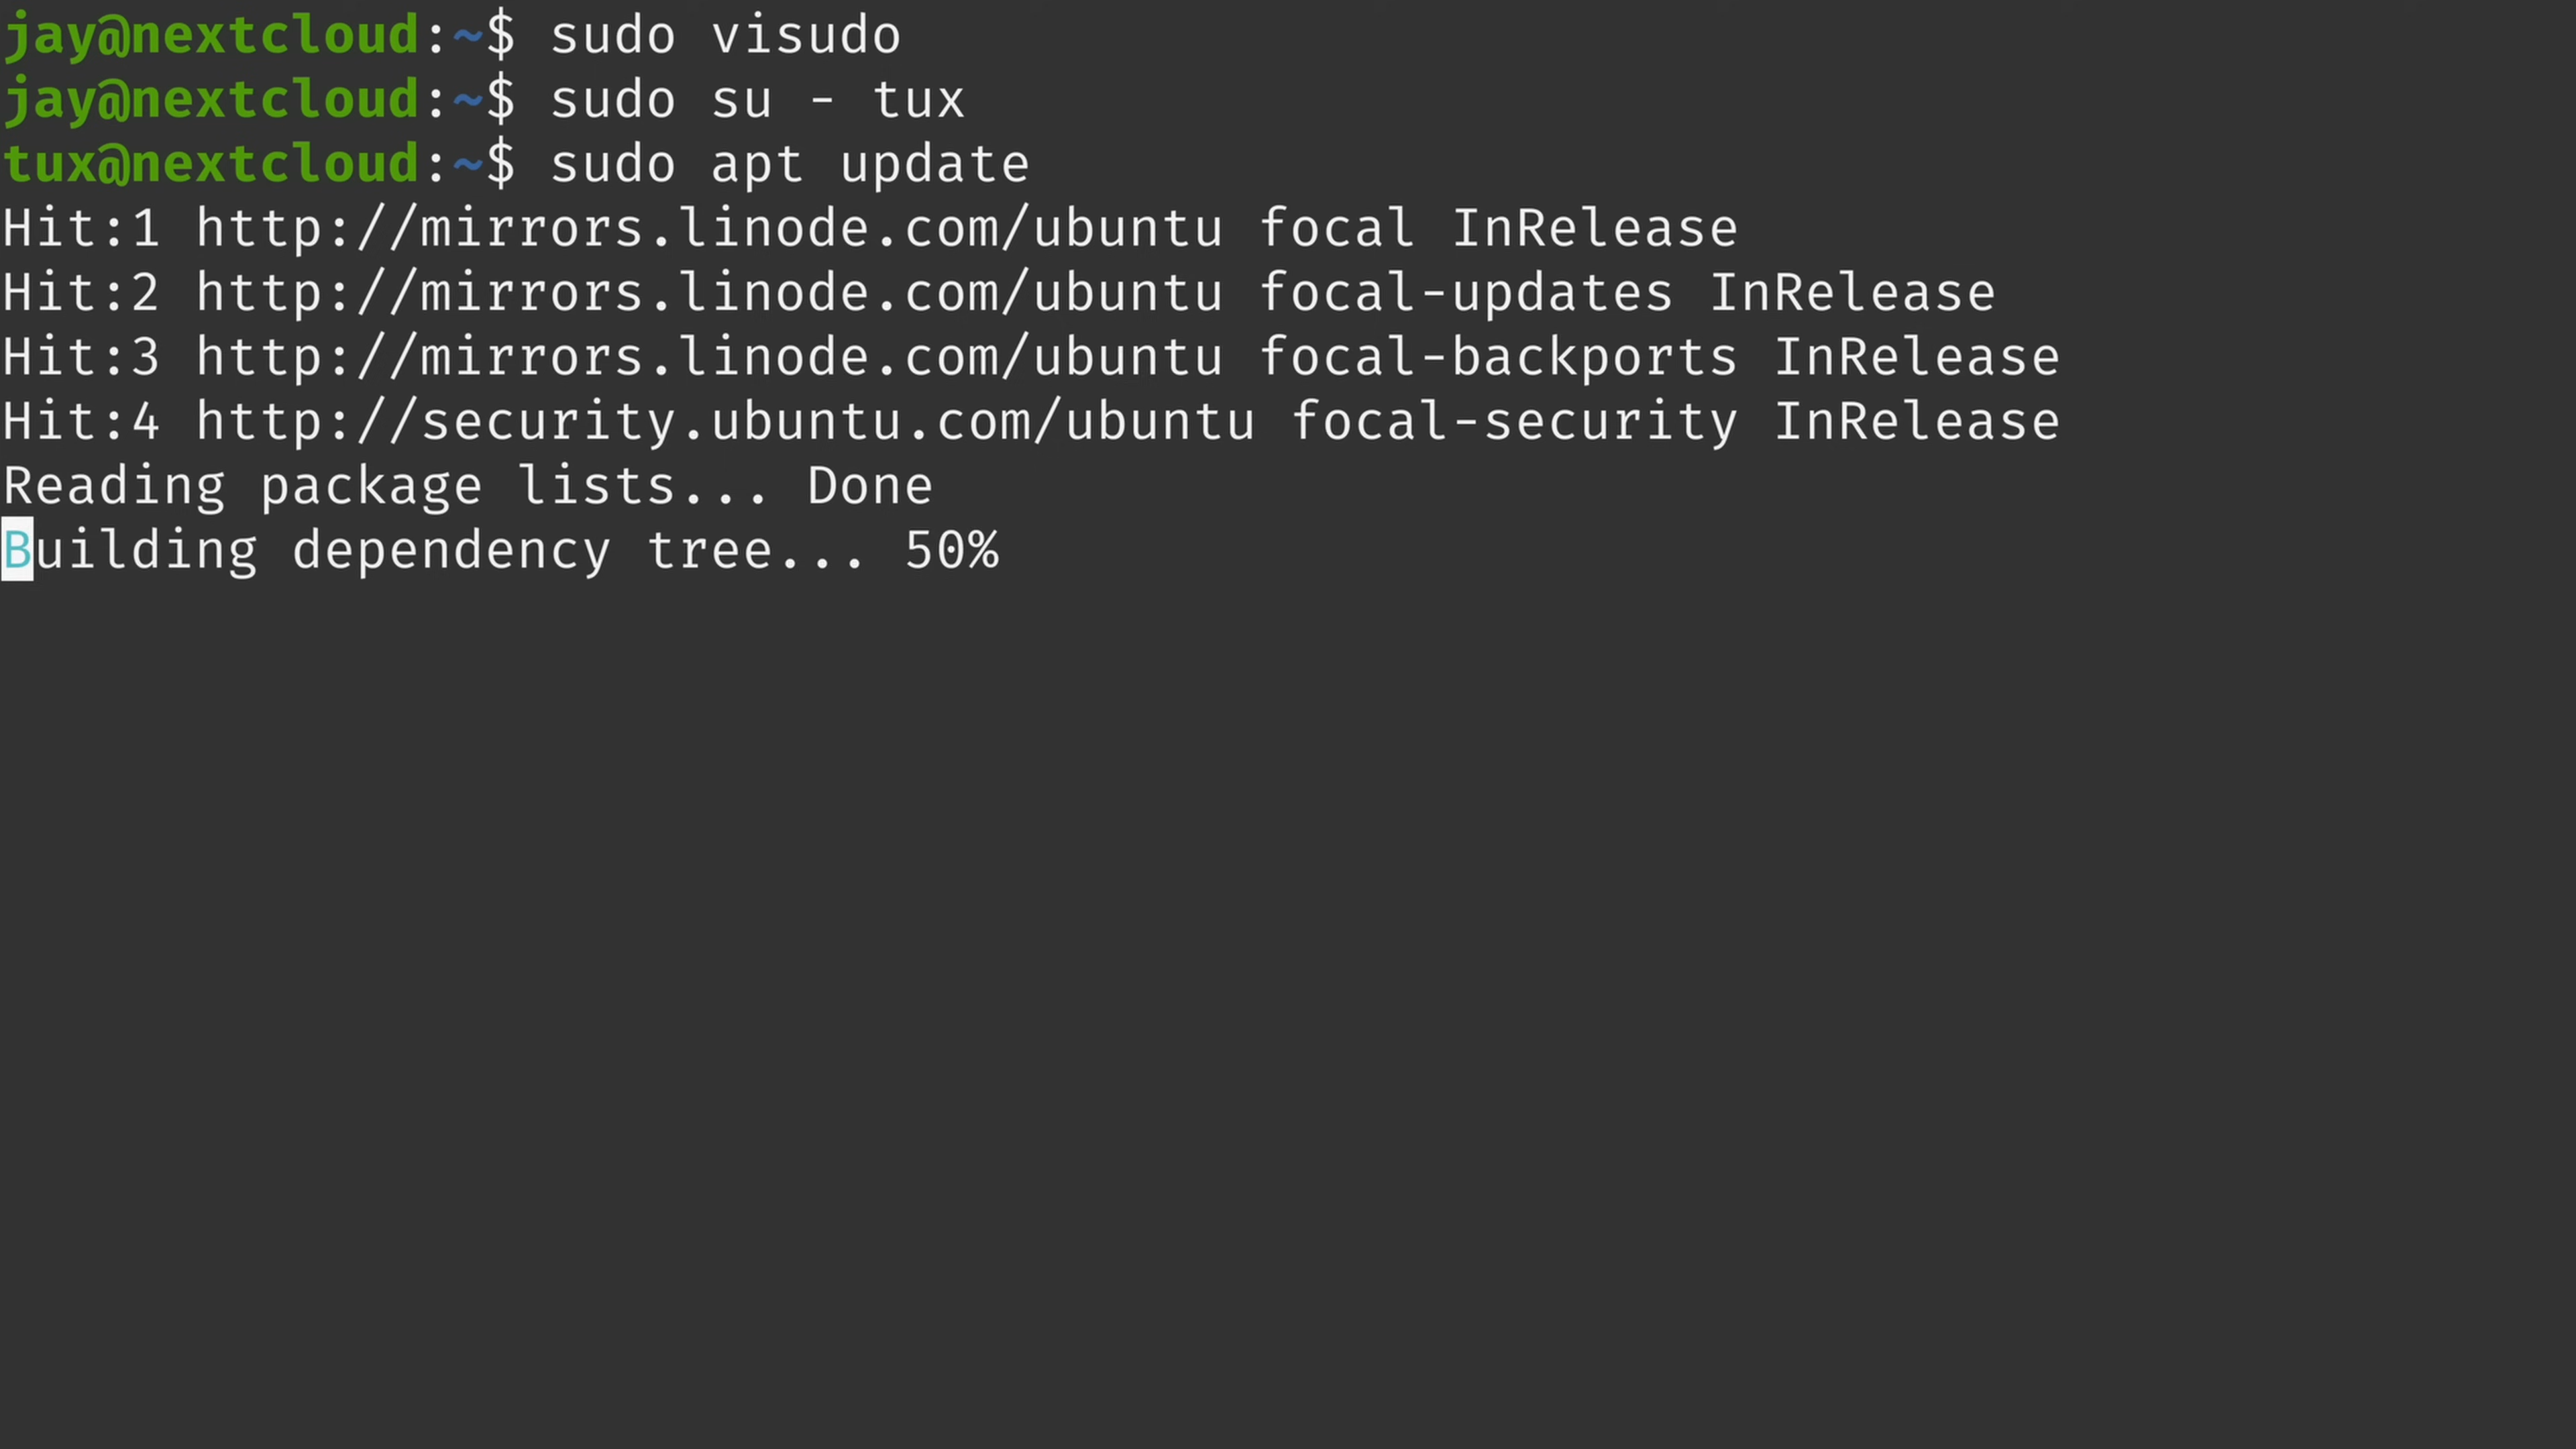 jay@nextcloud:~$ sudo visudo
jay@nextcloud:~$ sudo su - tux
tux@nextcloud:~$ sudo apt update
Hit:1 http://mirrors.linode.com/ubuntu focal InRelease
Hit:2 http://mirrors.linode.com/ubuntu focal-updates InRelease
Hit:3 http://mirrors.linode.com/ubuntu focal-backports InRelease
Hit:4 http://security.ubuntu.com/ubuntu focal-security InRelease
Reading package lists... Done
Building dependency tree... 50%